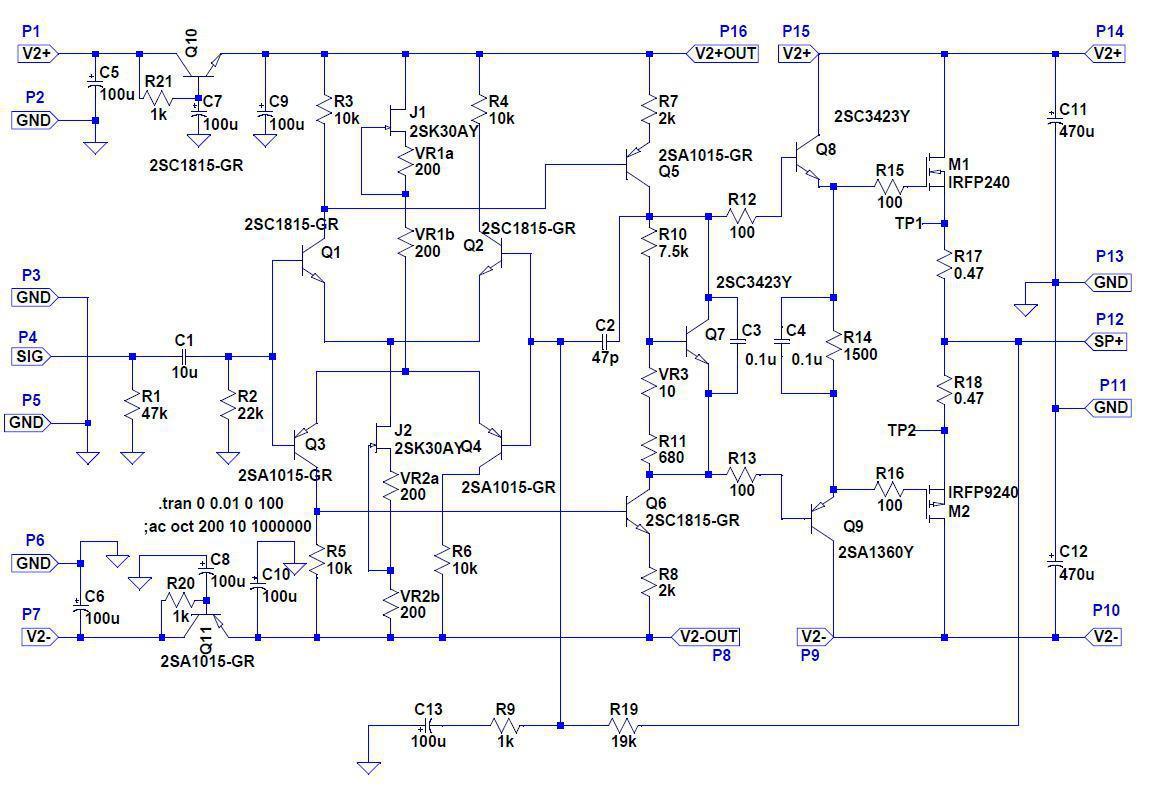 P1
V2+
Q10
P16
V2+OUT
P15
V2+
P14
V2+
C5
100u
R21
1k
C7
100u
C9
100u
P2
GND
2SC1815-GR
R3
10k
J1
2SK30AY
VR1a
200
R4
10k
R7
2k
2SA1015-GR
Q5
2SC3423Y
Q8
R15
100
M1
IRFP240
C11
470u
R12
100
TP1
2SC1815-GR
Q1
VR1b
200
Q2
2SC1815-GR
R10
7.5k
R17
0.47
P13
GND
P3
GND
2SC3423Y
P4
SIG
C1
10u
C2
47p
Q7
C3
0.1u
C4
0.1u
R14
1500
P12
SP+
R1
47k
R2
22k
VR3
10
R18
0.47
P11
GND
P5
GND
Q3
2SA1015-GR
J2
2SK30AY
Q4
VR2a
200
2SA1015-GR
R11
680
R13
100
TP2
R16
100
IRFP9240
M2
.tran 0 0.01 0 100
;ac oct 200 10 1000000
Q6
2SC1815-GR
Q9
2SA1360Y
P6
GND
C8
100u
C10
100u
R5
10k
R6
10k
R8
2k
C12
470u
C6
100u
R20
1k
Q11
2SA1015-GR
VR2b
200
P7
V2-
V2-OUT
P8
V2-
P9
P10
V2-
C13
100u
R9
1k
R19
19k